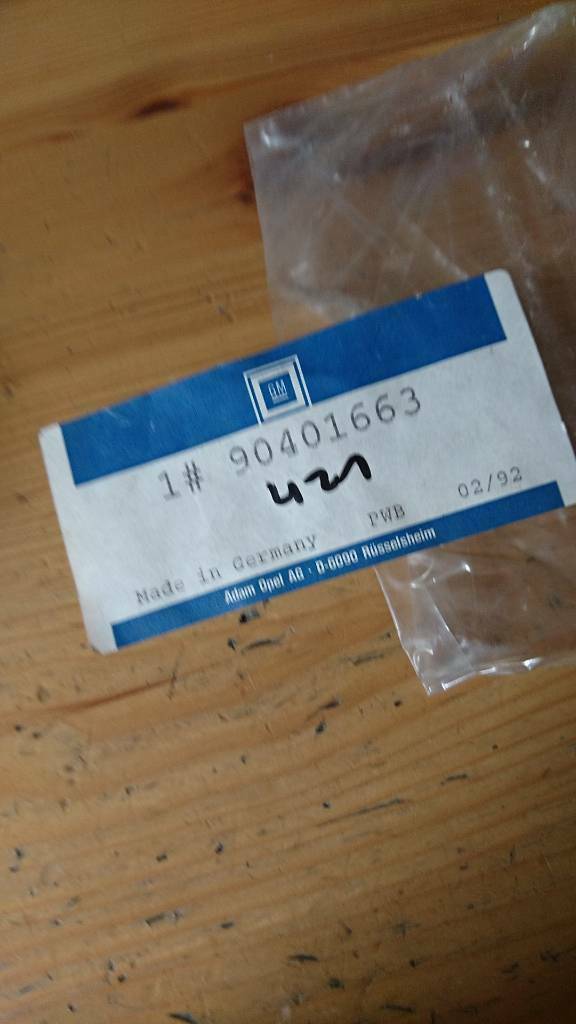 GM
1# 90401663
421
Made in Germany PWB 02/92
Adam Opel AG · D-6090 Rüsselsheim